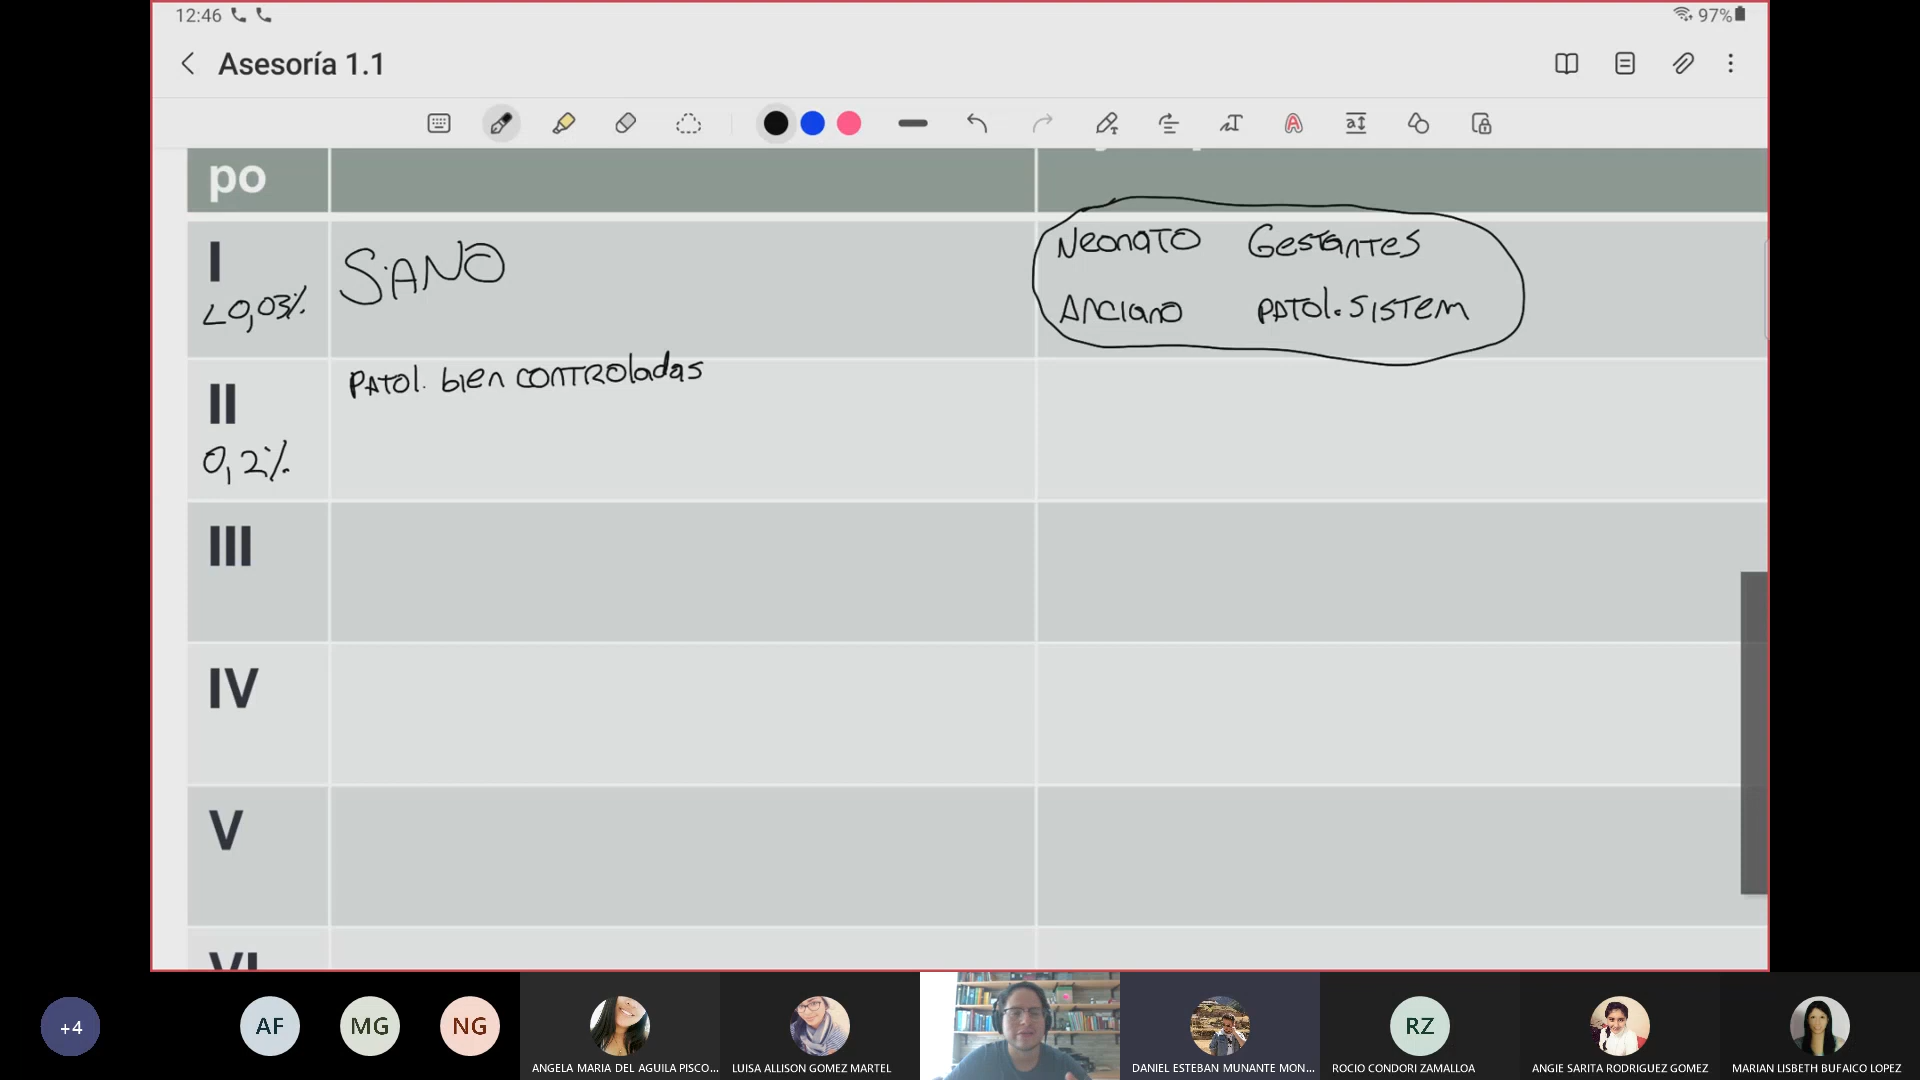 12:46
97%
Asesoría 1.1
po
I
<0,03%
SANO
Neonato Gestantes
Anciano PATOL. SISTEM
II
0,2%
PATOL. bien CONTROLADAS
III
IV
V
VI
+4
AF
MG
NG
ANGELA MARIA DEL AGUILA PISCO...
LUISA ALLISON GOMEZ MARTEL
DANIEL ESTEBAN MUNANTE MON...
RZ
ROCIO CONDORI ZAMALLOA
ANGIE SARITA RODRIGUEZ GOMEZ
MARIAN LISBETH BUFAICO LOPEZ